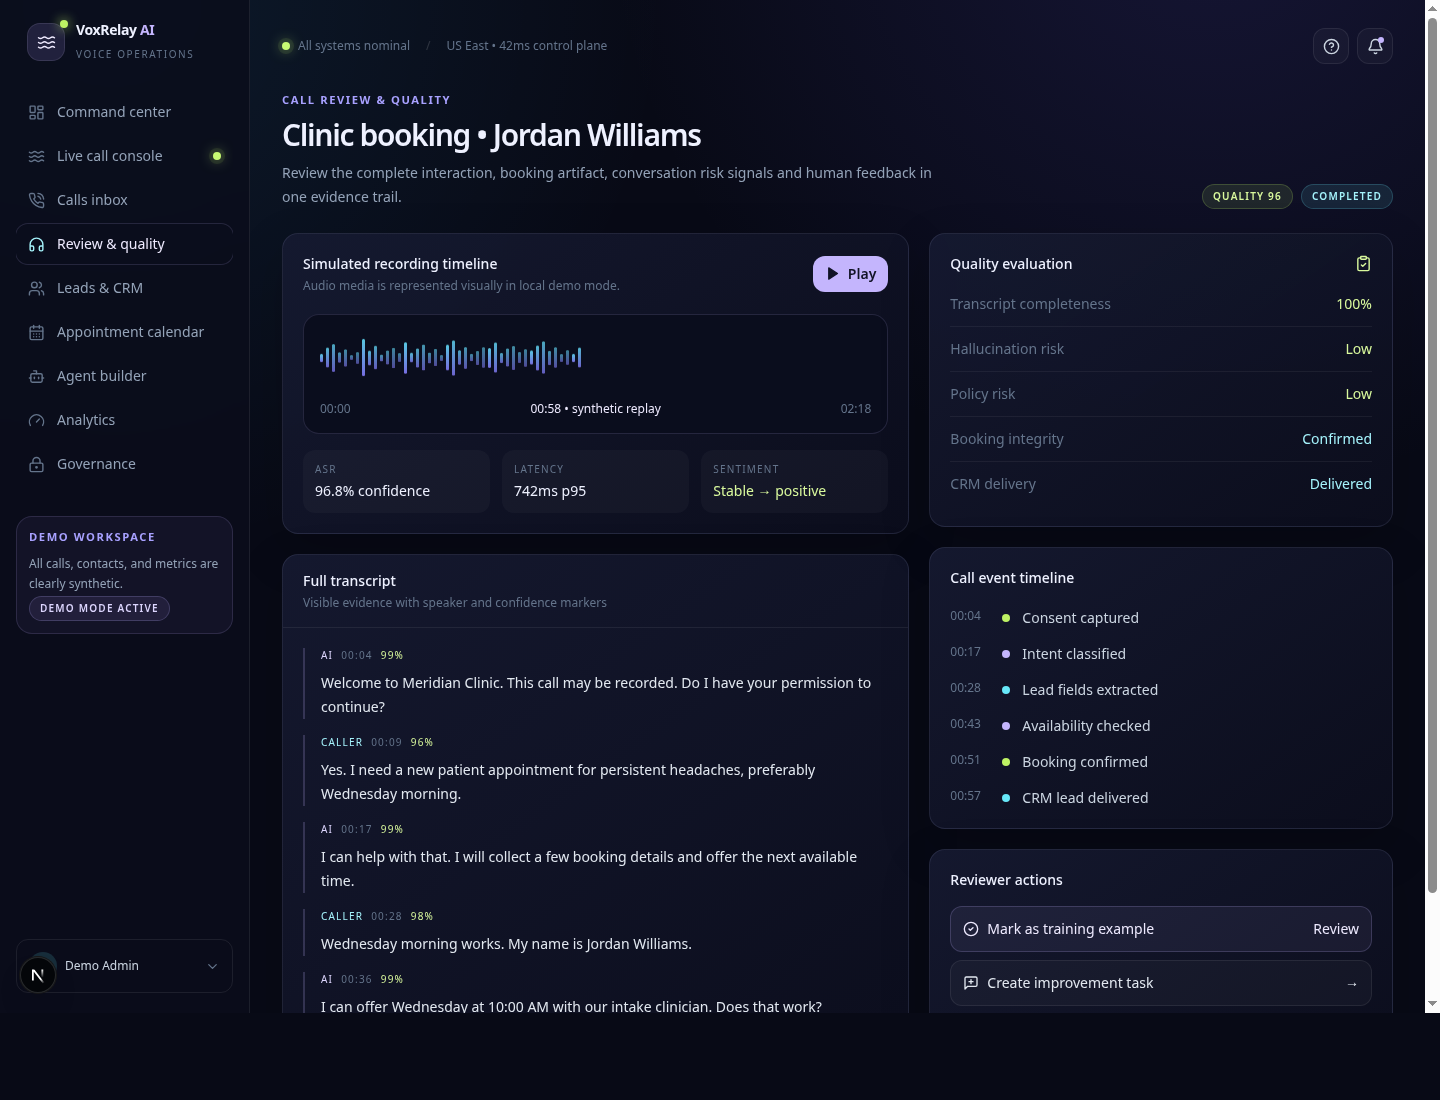 VoxRelay AI
VOICE OPERATIONS
Command center
Live call console
Calls inbox
Review & quality
Leads & CRM
Appointment calendar
Agent builder
Analytics
Governance
DEMO WORKSPACE
All calls, contacts, and metrics are
clearly synthetic.
DEMO MODE ACTIVE
N
Demo Admin
All systems nominal / US East • 42ms control plane
CALL REVIEW & QUALITY
Clinic booking • Jordan Williams
Review the complete interaction, booking artifact, conversation risk signals and human feedback in
one evidence trail.
QUALITY 96
COMPLETED
Simulated recording timeline
Audio media is represented visually in local demo mode.
Play
00:00
00:58 • synthetic replay
02:18
ASR
96.8% confidence
LATENCY
742ms p95
SENTIMENT
Stable → positive
Full transcript
Visible evidence with speaker and confidence markers
AI 00:04 99%
Welcome to Meridian Clinic. This call may be recorded. Do I have your permission to
continue?
CALLER 00:09 96%
Yes. I need a new patient appointment for persistent headaches, preferably
Wednesday morning.
AI 00:17 99%
I can help with that. I will collect a few booking details and offer the next available
time.
CALLER 00:28 98%
Wednesday morning works. My name is Jordan Williams.
AI 00:36 99%
I can offer Wednesday at 10:00 AM with our intake clinician. Does that work?
Quality evaluation
Transcript completeness 100%
Hallucination risk Low
Policy risk Low
Booking integrity Confirmed
CRM delivery Delivered
Call event timeline
00:04 Consent captured
00:17 Intent classified
00:28 Lead fields extracted
00:43 Availability checked
00:51 Booking confirmed
00:57 CRM lead delivered
Reviewer actions
Mark as training example Review
Create improvement task →